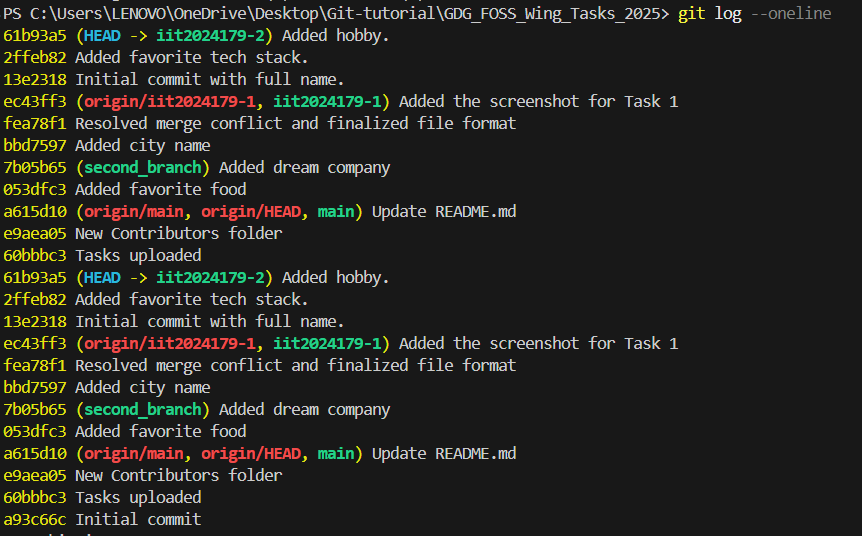 PS C:\Users\LENOVO\OneDrive\Desktop\Git-tutorial\GDG_FOSS_Wing_Tasks_2025> git log --oneline
61b93a5 (HEAD -> iit2024179-2) Added hobby.
2ffeb82 Added favorite tech stack.
13e2318 Initial commit with full name.
ec43ff3 (origin/iit2024179-1, iit2024179-1) Added the screenshot for Task 1
fea78f1 Resolved merge conflict and finalized file format
bbd7597 Added city name
7b05b65 (second_branch) Added dream company
053dfc3 Added favorite food
a615d10 (origin/main, origin/HEAD, main) Update README.md
e9aea05 New Contributors folder
60bbbc3 Tasks uploaded
61b93a5 (HEAD -> iit2024179-2) Added hobby.
2ffeb82 Added favorite tech stack.
13e2318 Initial commit with full name.
ec43ff3 (origin/iit2024179-1, iit2024179-1) Added the screenshot for Task 1
fea78f1 Resolved merge conflict and finalized file format
bbd7597 Added city name
7b05b65 (second_branch) Added dream company
053dfc3 Added favorite food
a615d10 (origin/main, origin/HEAD, main) Update README.md
e9aea05 New Contributors folder
60bbbc3 Tasks uploaded
a93c66c Initial commit